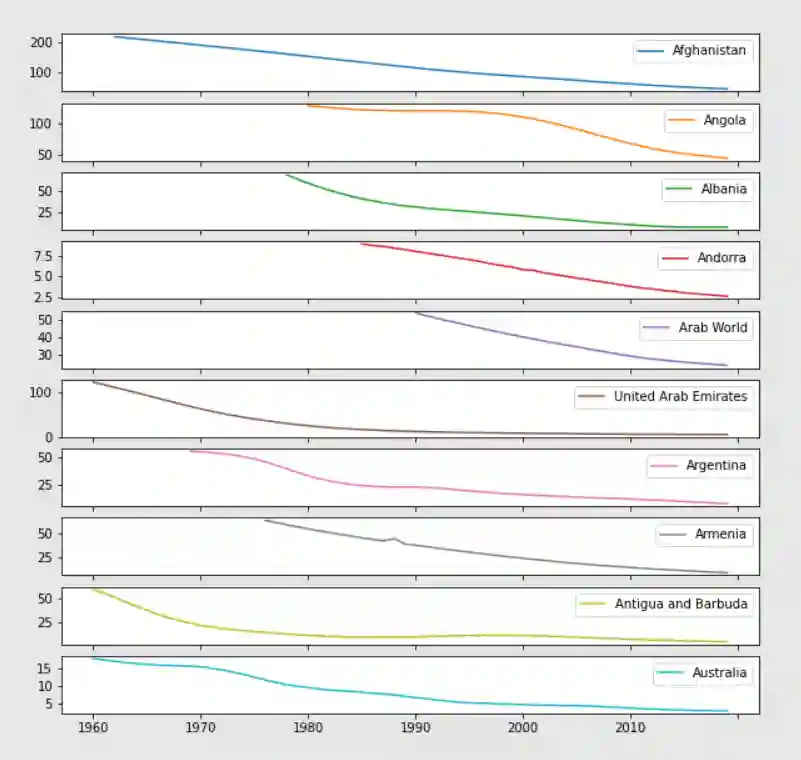 200
100
Afghanistan
100
50
Angola
50
25
Albania
7.5
5.0
2.5
Andorra
50
40
30
Arab World
100
0
United Arab Emirates
50
25
Argentina
50
25
Armenia
50
25
Antigua and Barbuda
15
10
5
Australia
1960 1970 1980 1990 2000 2010